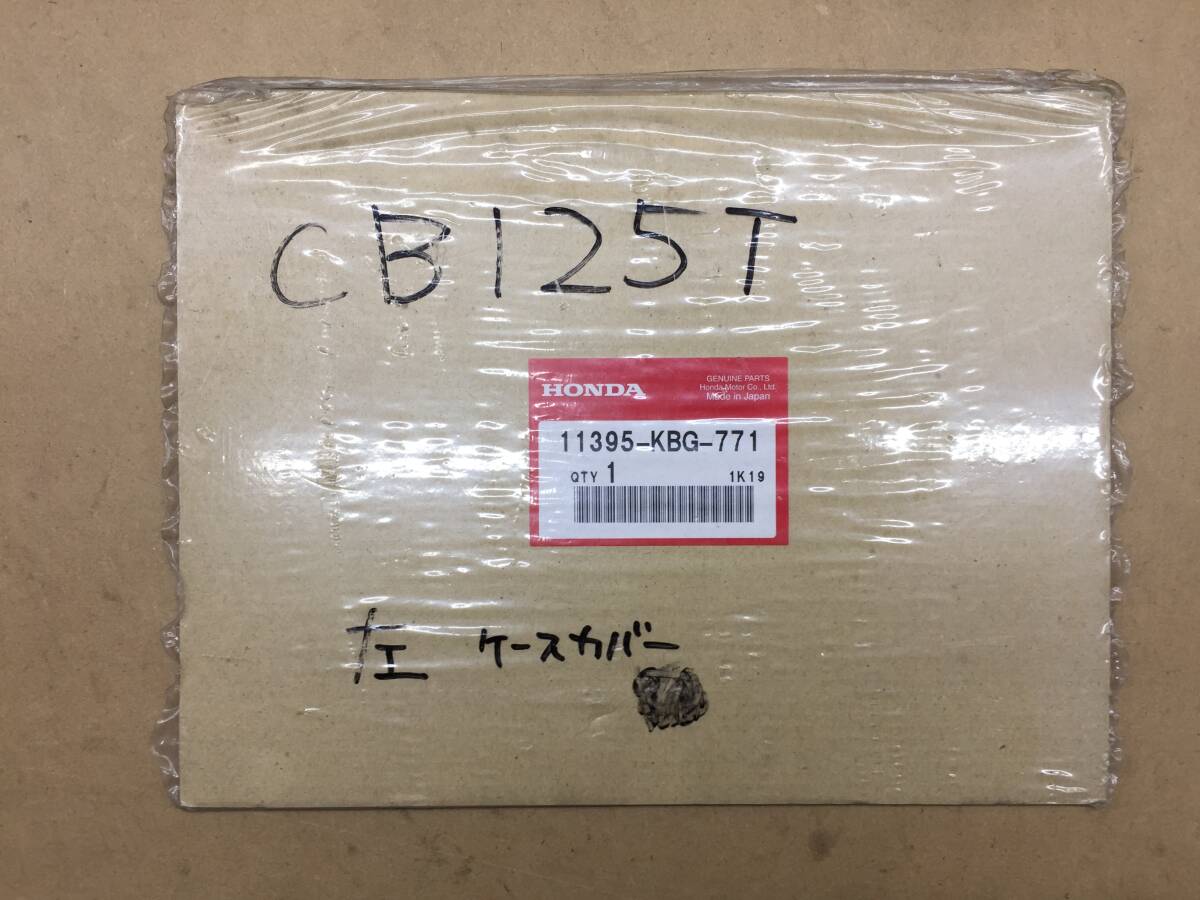 CB125T
HONDA
GENUINE PARTS
Honda Motor Co., Ltd.
Made in Japan
11395-KBG-771
QTY 1 1K19
左 ケースカバー